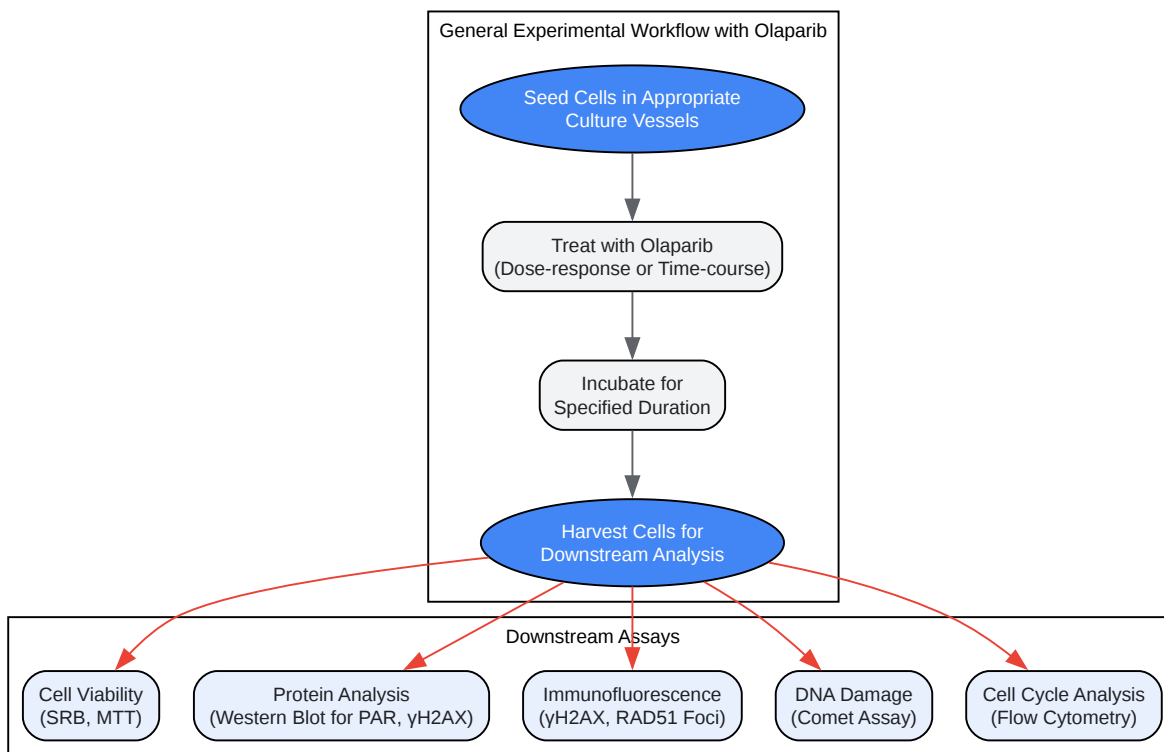 General Experimental Workflow with Olaparib
Seed Cells in Appropriate
Culture Vessels
Treat with Olaparib
(Dose-response or Time-course)
Incubate for
Specified Duration
Harvest Cells for
Downstream Analysis
Downstream Assays
Cell Viability
(SRB, MTT)
Protein Analysis
(Western Blot for PAR, γH2AX)
Immunofluorescence
(γH2AX, RAD51 Foci)
DNA Damage
(Comet Assay)
Cell Cycle Analysis
(Flow Cytometry)